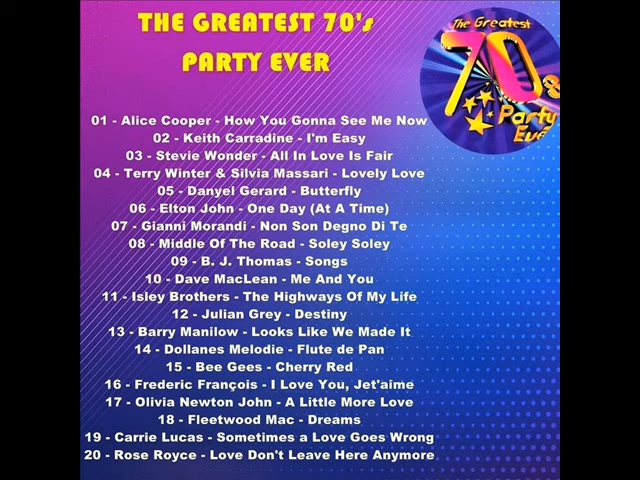 THE GREATEST 70's
PARTY EVER
The Greatest
70s
Party
Eve
01 - Alice Cooper - How You Gonna See Me Now
02 - Keith Carradine - I'm Easy
03 - Stevie Wonder - All In Love Is Fair
04 - Terry Winter & Silvia Massari - Lovely Love
05 - Danyel Gerard - Butterfly
06 - Elton John - One Day (At A Time)
07 - Gianni Morandi - Non Son Degno Di Te
08 - Middle Of The Road - Soley Soley
09 - B. J. Thomas - Songs
10 - Dave MacLean - Me And You
11 - Isley Brothers - The Highways Of My Life
12 - Julian Grey - Destiny
13 - Barry Manilow - Looks Like We Made It
14 - Dollanes Melodie - Flute de Pan
15 - Bee Gees - Cherry Red
16 - Frederic François - I Love You, Jet'aime
17 - Olivia Newton John - A Little More Love
18 - Fleetwood Mac - Dreams
19 - Carrie Lucas - Sometimes a Love Goes Wrong
20 - Rose Royce - Love Don't Leave Here Anymore